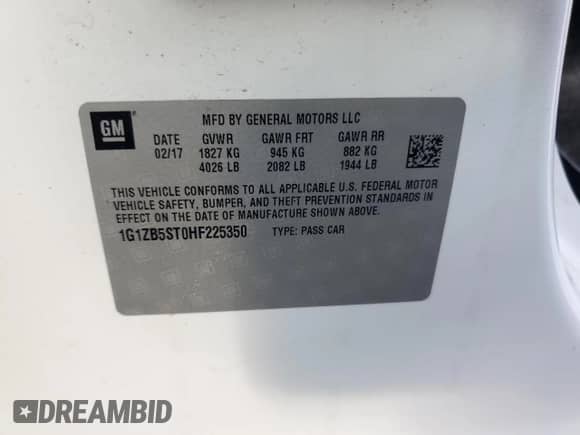 GM
MFD BY GENERAL MOTORS LLC
DATE GVWR GAWR FRT GAWR RR
02/17 1827 KG 945 KG 882 KG
4026 LB 2082 LB 1944 LB
THIS VEHICLE CONFORMS TO ALL APPLICABLE U.S. FEDERAL MOTOR
VEHICLE SAFETY, BUMPER, AND THEFT PREVENTION STANDARDS IN
EFFECT ON THE DATE OF MANUFACTURE SHOWN ABOVE.
1G1ZB5ST0HF225350 TYPE: PASS CAR
DREAMBID